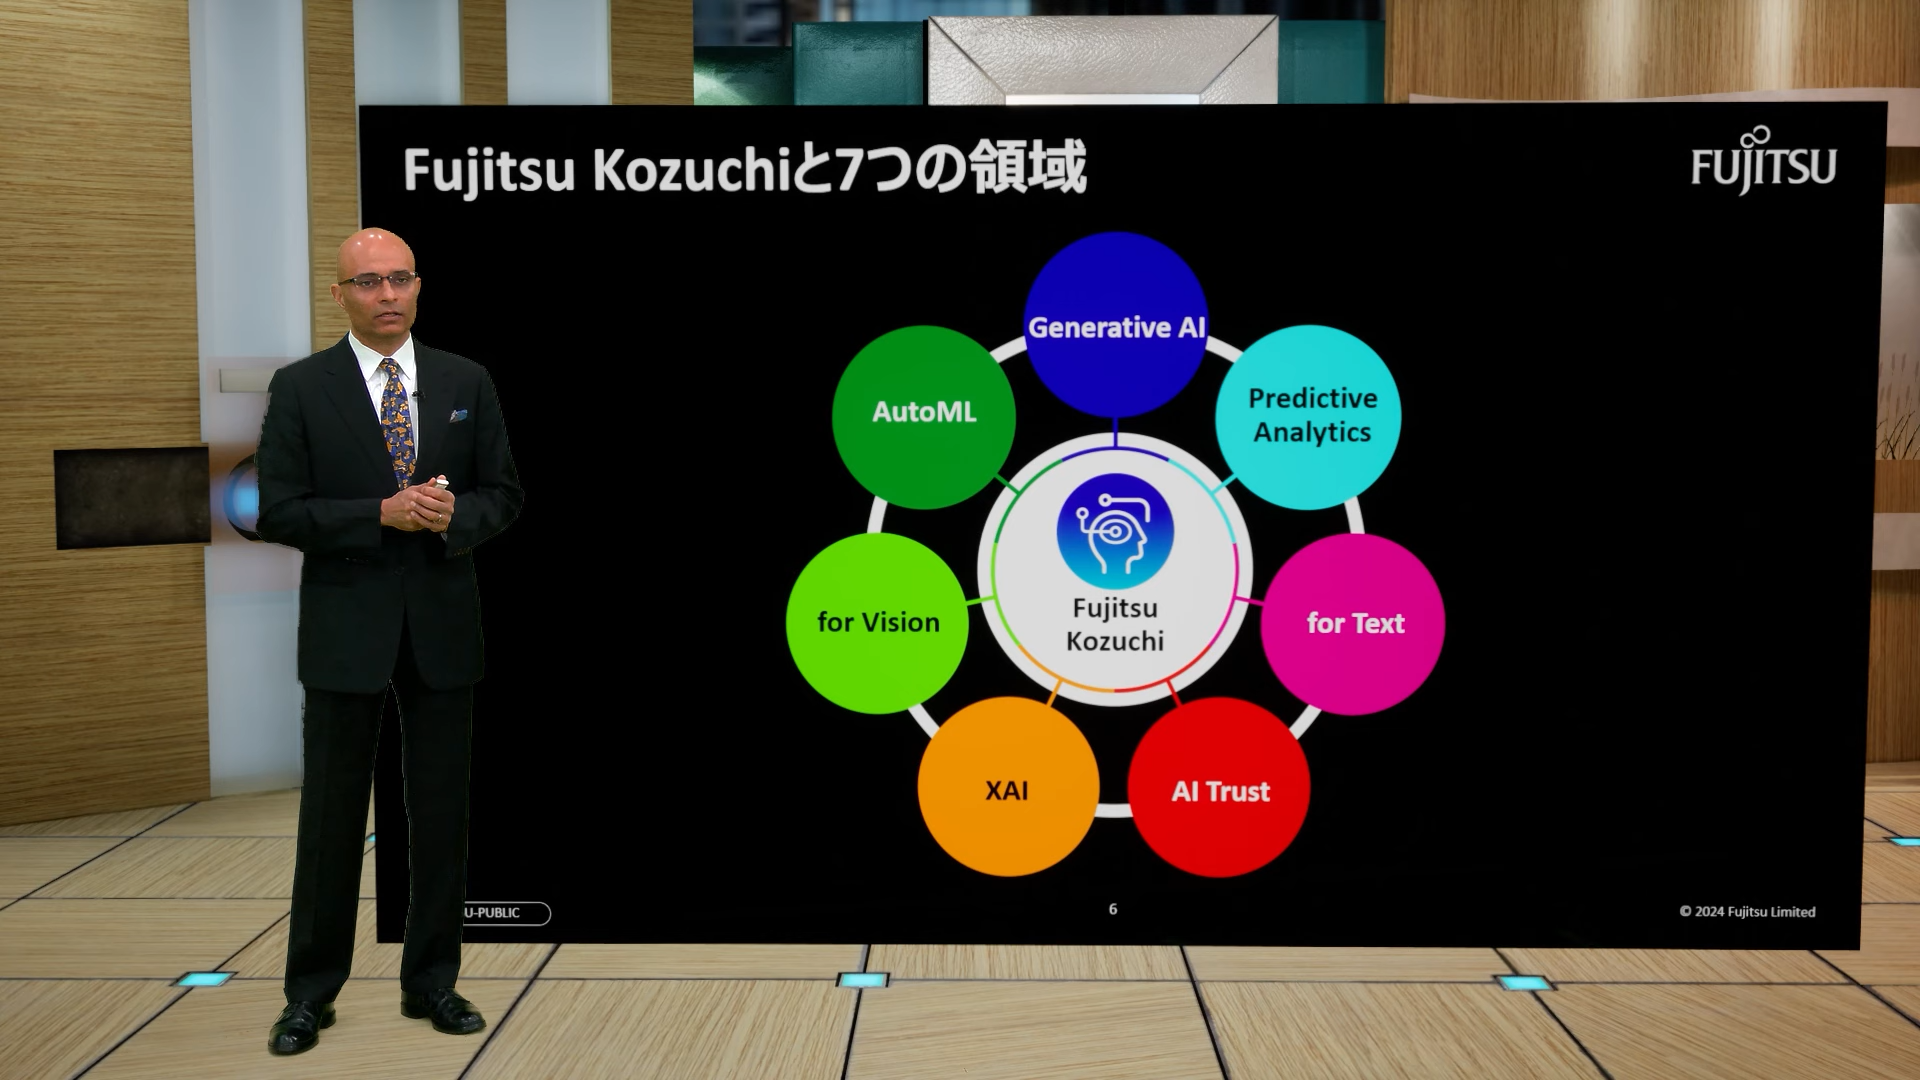 Fujitsu Kozuchiと7つの領域
FUJITSU
Generative AI
AutoML
Predictive
Analytics
for Vision
Fujitsu
Kozuchi
for Text
XAI
AI Trust
U-PUBLIC
6
© 2024 Fujitsu Limited